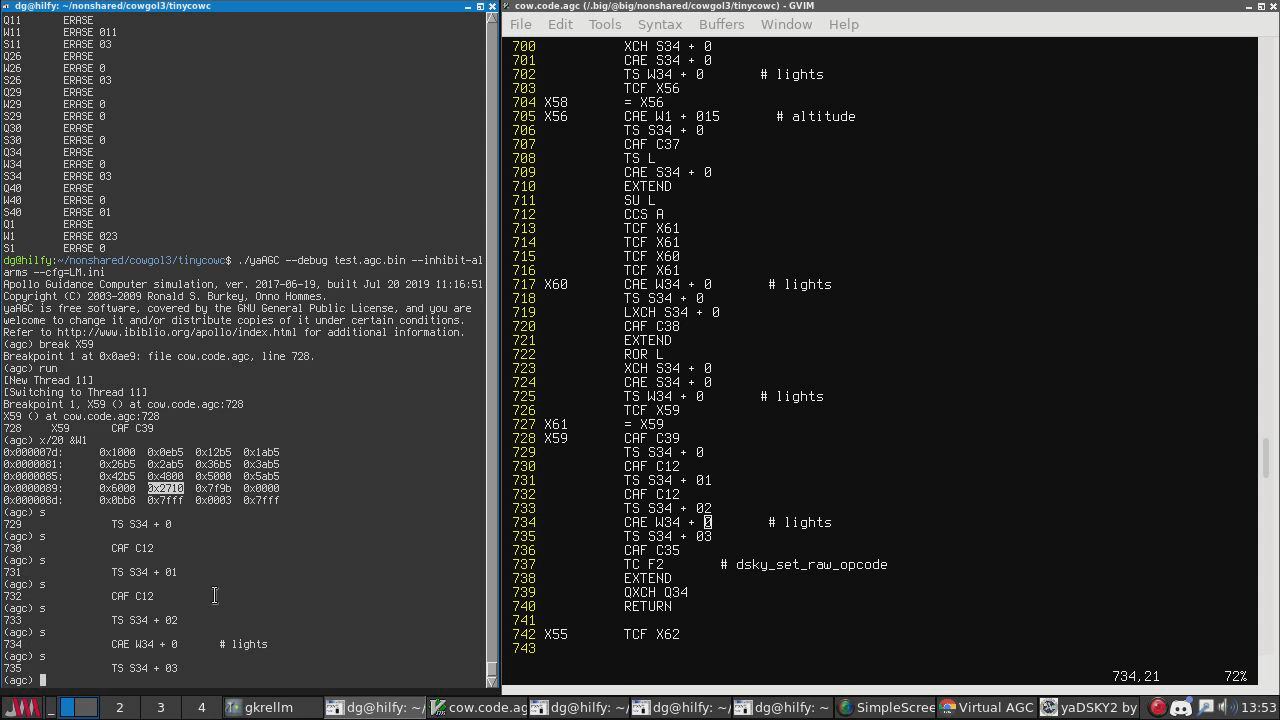 dg@hilfy: ~/nonshared/cowgol3/tinycowc
Q11 ERASE
W11 ERASE 011
S11 ERASE 03
Q26 ERASE
W26 ERASE 0
S26 ERASE 03
Q29 ERASE
W29 ERASE 0
S29 ERASE 0
Q30 ERASE
S30 ERASE 0
Q34 ERASE
W34 ERASE 0
S34 ERASE 03
Q40 ERASE
W40 ERASE 0
S40 ERASE 01
Q1 ERASE
W1 ERASE 023
S1 ERASE 0
dg@hilfy:~/nonshared/cowgol3/tinycowc$ ./yaAGC --debug test.agc.bin --inhibit-al
arms --cfg=LM.ini
Apollo Guidance Computer simulation, ver. 2017-06-19, built Jul 20 2019 11:16:51
Copyright (C) 2003-2009 Ronald S. Burkey, Onno Hommes.
yaAGC is free software, covered by the GNU General Public License, and you are
welcome to change it and/or distribute copies of it under certain conditions.
Refer to http://www.ibiblio.org/apollo/index.html for additional information.
(agc) break X59
Breakpoint 1 at 0x0ae9: file cow.code.agc, line 728.
(agc) run
[New Thread 11]
[Switching to Thread 11]
Breakpoint 1, X59 () at cow.code.agc:728
X59 () at cow.code.agc:728
728 X59 CAF C39
(agc) x/20 &W1
0x000007d: 0x1000 0x0eb5 0x12b5 0x1ab5
0x0000081: 0x26b5 0x2ab5 0x36b5 0x3ab5
0x0000085: 0x42b5 0x4800 0x5000 0x5ab5
0x0000089: 0x6000 0x2710 0x7f9b 0x0000
0x000008d: 0x0bb8 0x7fff 0x0003 0x7fff
(agc) s
729 TS S34 + 0
(agc) s
730 CAF C12
(agc) s
731 TS S34 + 01
(agc) s
732 CAF C12
(agc) s
733 TS S34 + 02
(agc) s
734 CAE W34 + 0 # lights
(agc) s
735 TS S34 + 03
(agc)
cow.code.agc (/.big/@big/nonshared/cowgol3/tinycowc) - GVIM
File Edit Tools Syntax Buffers Window Help
700 XCH S34 + 0
701 CAE S34 + 0
702 TS W34 + 0 # lights
703 TCF X56
704 X58 = X56
705 X56 CAE W1 + 015 # altitude
706 TS S34 + 0
707 CAF C37
708 TS L
709 CAE S34 + 0
710 EXTEND
711 SU L
712 CCS A
713 TCF X61
714 TCF X61
715 TCF X60
716 TCF X61
717 X60 CAE W34 + 0 # lights
718 TS S34 + 0
719 LXCH S34 + 0
720 CAF C38
721 EXTEND
722 ROR L
723 XCH S34 + 0
724 CAE S34 + 0
725 TS W34 + 0 # lights
726 TCF X59
727 X61 = X59
728 X59 CAF C39
729 TS S34 + 0
730 CAF C12
731 TS S34 + 01
732 CAF C12
733 TS S34 + 02
734 CAE W34 + 0 # lights
735 TS S34 + 03
736 CAF C35
737 TC F2 # dsky_set_raw_opcode
738 EXTEND
739 QXCH Q34
740 RETURN
741
742 X55 TCF X62
743
734,21 72%
2 3 4 gkrellm dg@hilfy: ~/ cow.code.ag dg@hilfy: ~/ dg@hilfy: ~/ dg@hilfy: ~/ SimpleScree Virtual AGC yaDSKY2 by 13:53